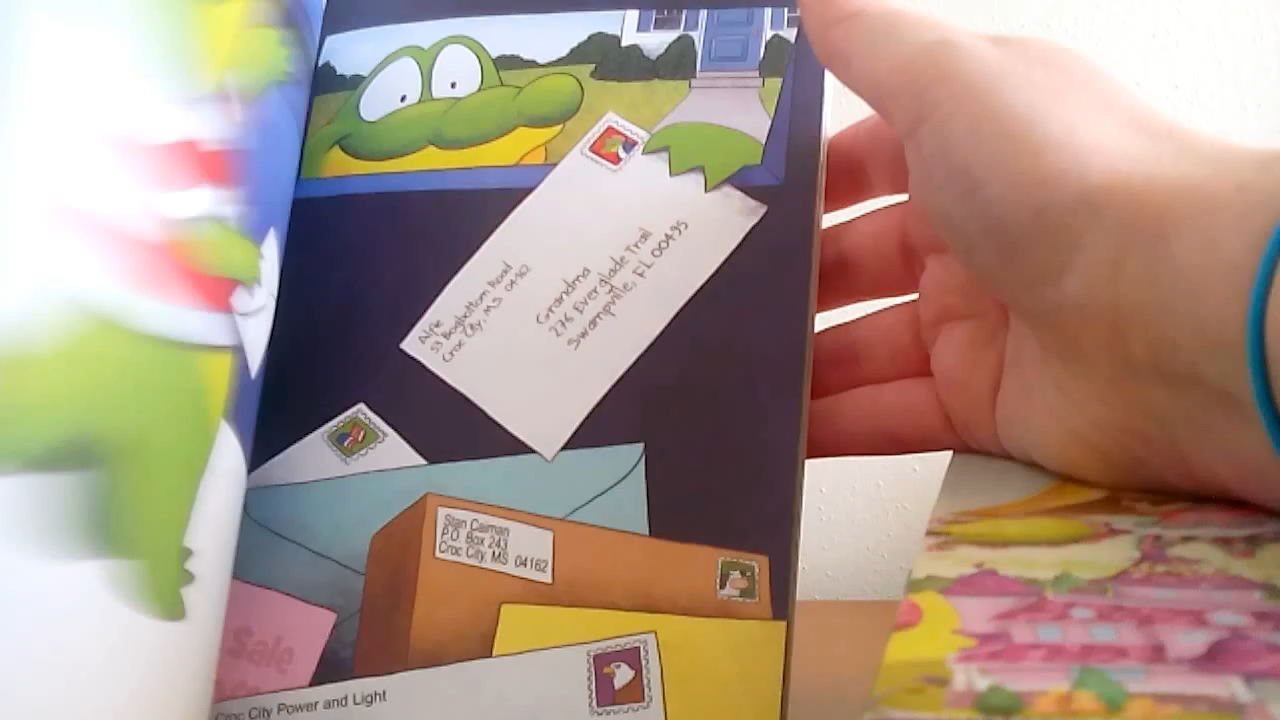 Alfie
53 Bogbottom Road
Croc City, MS 04162
Grandma
276 Everglade Trail
Swampville, FL 00495
Stan Caiman
P.O. Box 243
Croc City, MS 04162
Sale
Croc City Power and Light